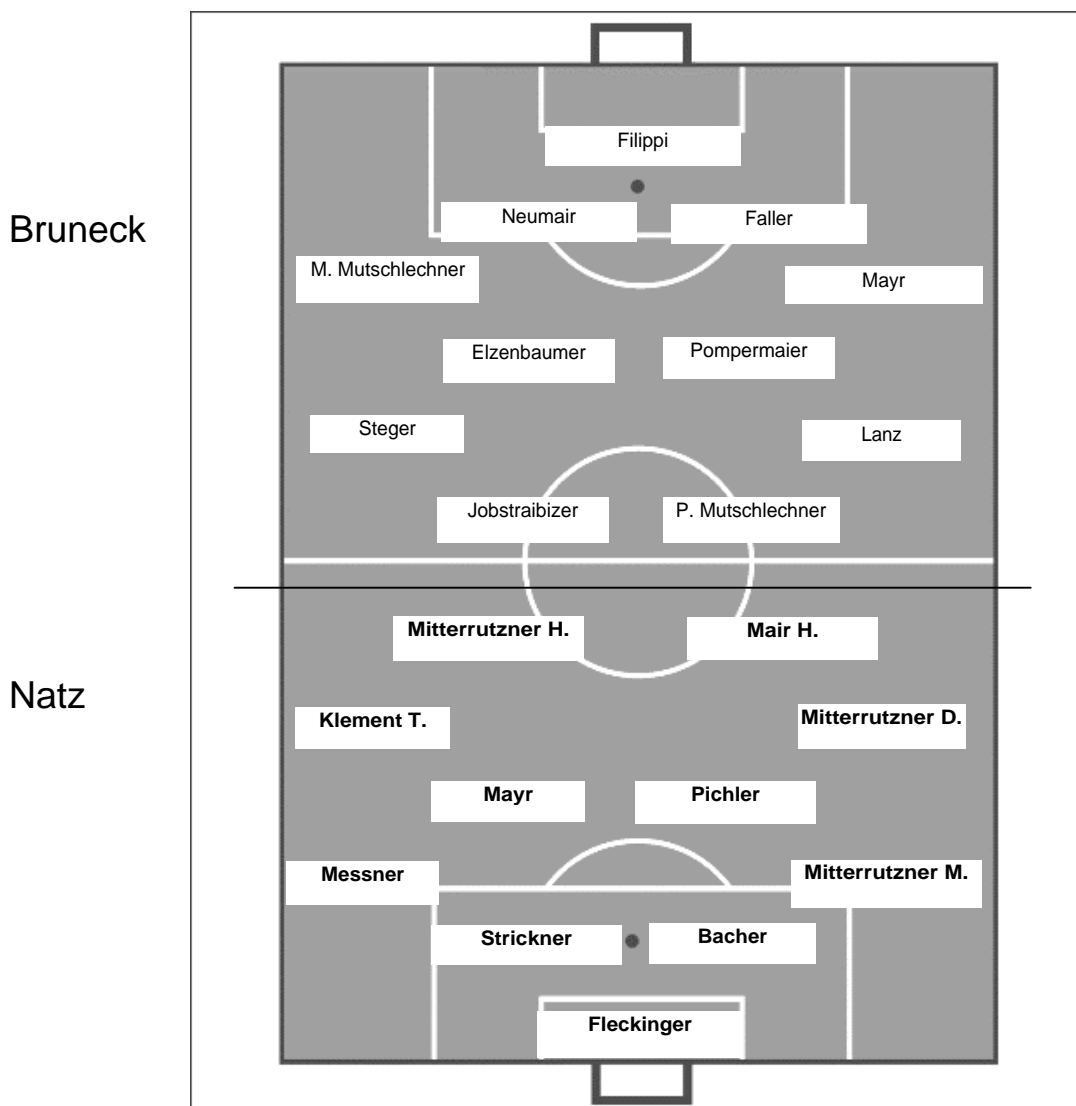 Filippi
Neumair
Faller
Bruneck
M. Mutschlechner
Mayr
Elzenbaumer
Pompermaier
Steger
Lanz
Jobstraibizer
P. Mutschlechner
Mitterrutzner H.
Mair H.
Natz
Klement T.
Mitterrutzner D.
Mayr
Pichler
Messner
Mitterrutzner M.
Strickner
Bacher
Fleckinger